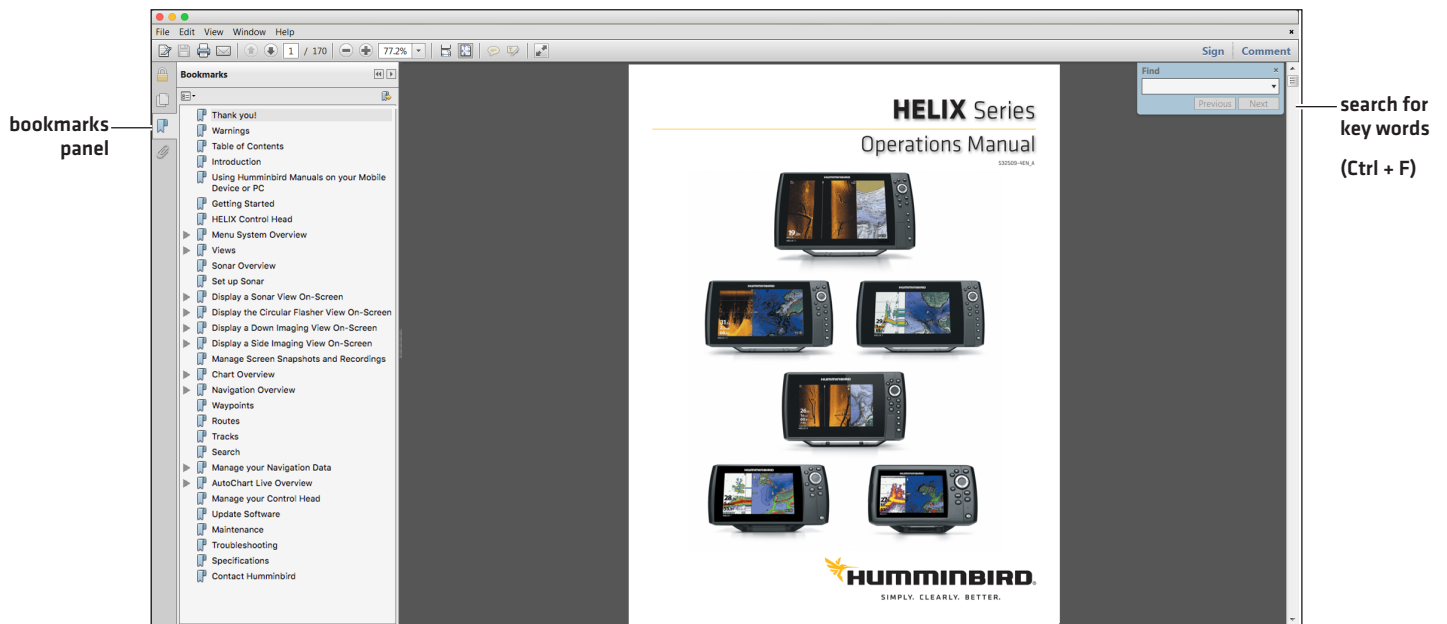 File Edit View Window Help
1 / 170 77.2% Sign Comment
Bookmarks
Thank you!
Warnings
Table of Contents
Introduction
Using Humminbird Manuals on your Mobile
Device or PC
Getting Started
HELIX Control Head
Menu System Overview
Views
Sonar Overview
Set up Sonar
Display a Sonar View On-Screen
Display the Circular Flasher View On-Screen
Display a Down Imaging View On-Screen
Display a Side Imaging View On-Screen
Manage Screen Snapshots and Recordings
Chart Overview
Navigation Overview
Waypoints
Routes
Tracks
Search
Manage your Navigation Data
AutoChart Live Overview
Manage your Control Head
Update Software
Maintenance
Troubleshooting
Specifications
Contact Humminbird
bookmarks
panel
HELIX Series
Operations Manual
532509-4EN_A
HUMMINBIRD
HUMMINBIRD
HUMMINBIRD
HUMMINBIRD
HUMMINBIRD.
SIMPLY. CLEARLY. BETTER.
Find
Previous Next
search for
key words
(Ctrl + F)